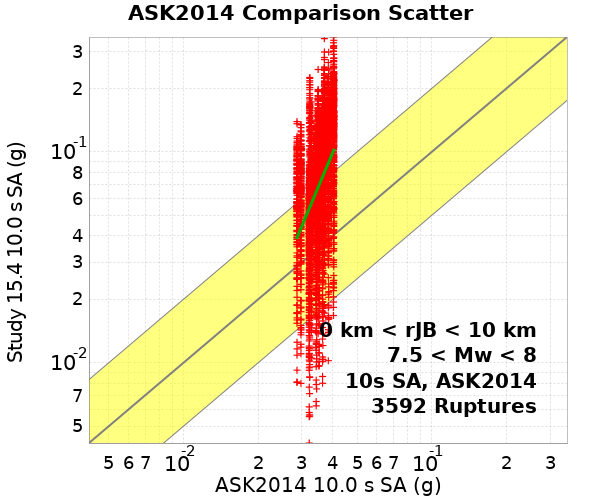 ASK2014 Comparison Scatter
3
2
10-1
8
6
4
3
2
10-2
7
5
Study 15.4 10.0 s SA (g)
0 km < rJB < 10 km
7.5 < Mw < 8
10s SA, ASK2014
3592 Ruptures
5 6 7 10-2 2 3 4 5 6 7 10-1 2 3
ASK2014 10.0 s SA (g)